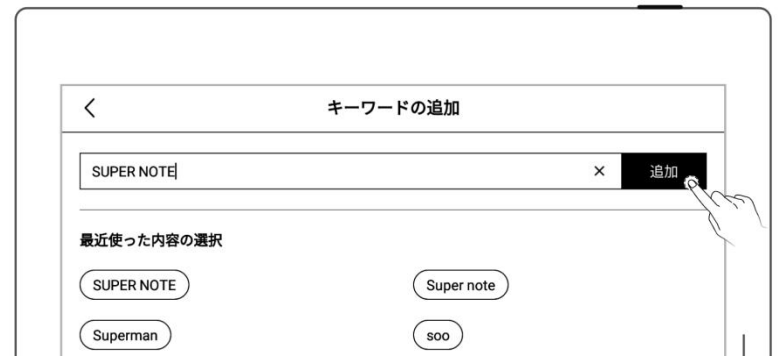 キーワードの追加
SUPER NOTE × 追加
最近使った内容の選択
SUPER NOTE Super note
Superman soo